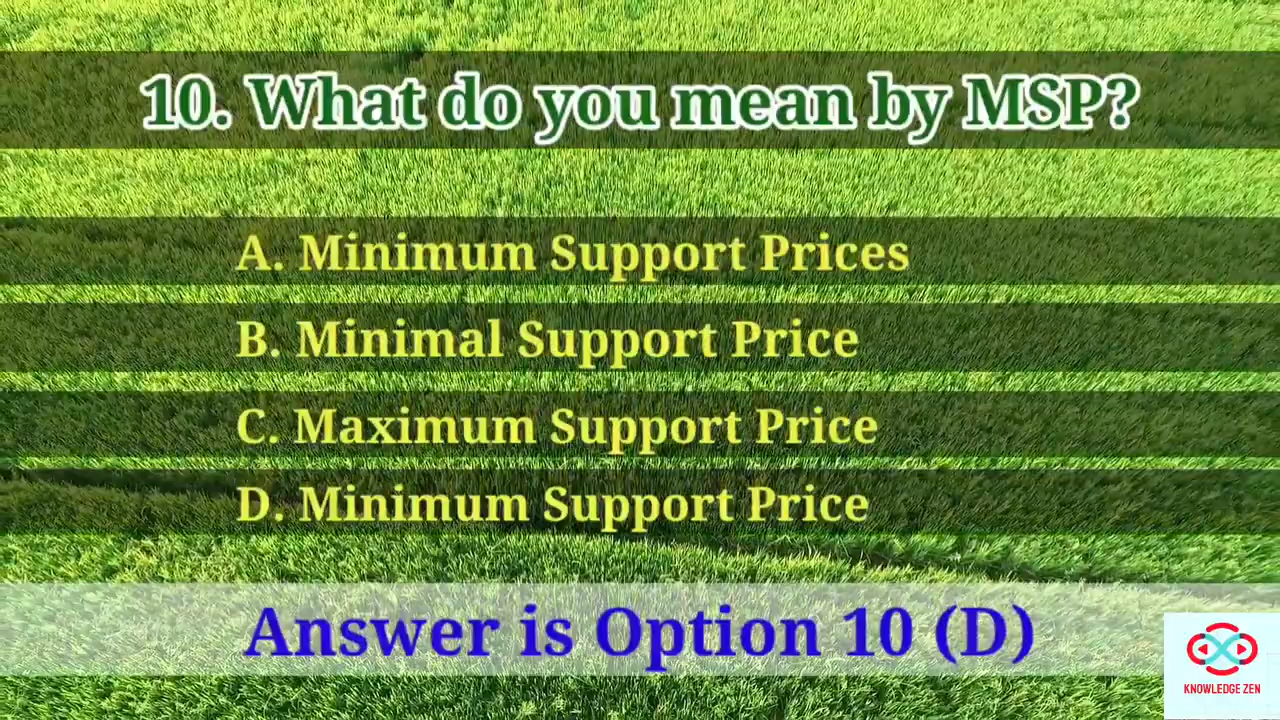 10. What do you mean by MSP?
A. Minimum Support Prices
B. Minimal Support Price
C. Maximum Support Price
D. Minimum Support Price
Answer is Option 10 (D)
KNOWLEDGE ZEN